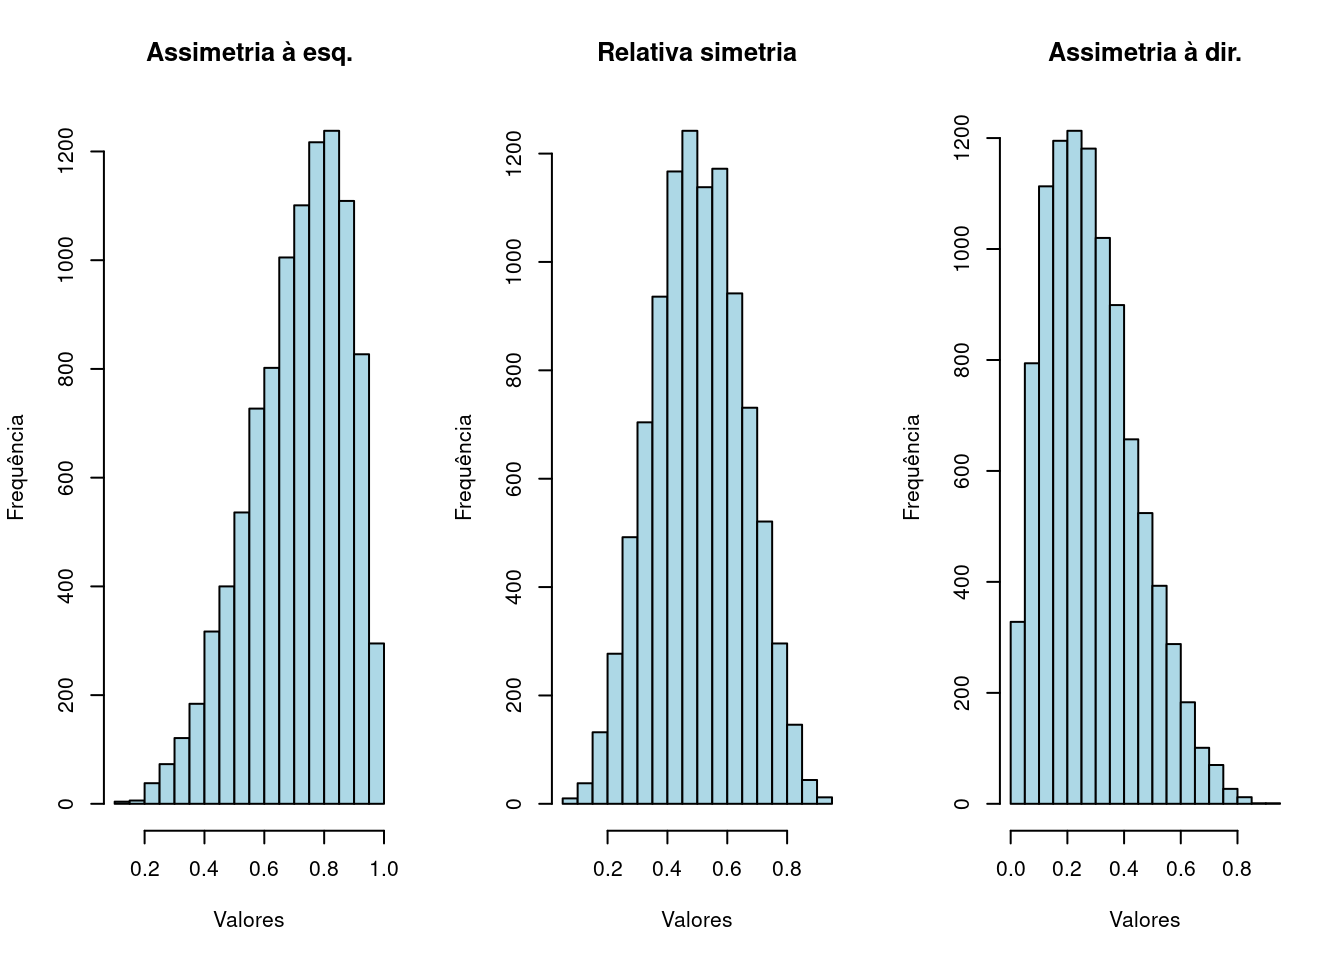 Assimetria à esq.
Frequência
1200
1000
800
600
400
200
0
0.2 0.4 0.6 0.8 1.0
Valores
Relativa simetria
Frequência
1200
1000
800
600
400
200
0
0.2 0.4 0.6 0.8
Valores
Assimetria à dir.
Frequência
1200
1000
800
600
400
200
0
0.0 0.2 0.4 0.6 0.8
Valores